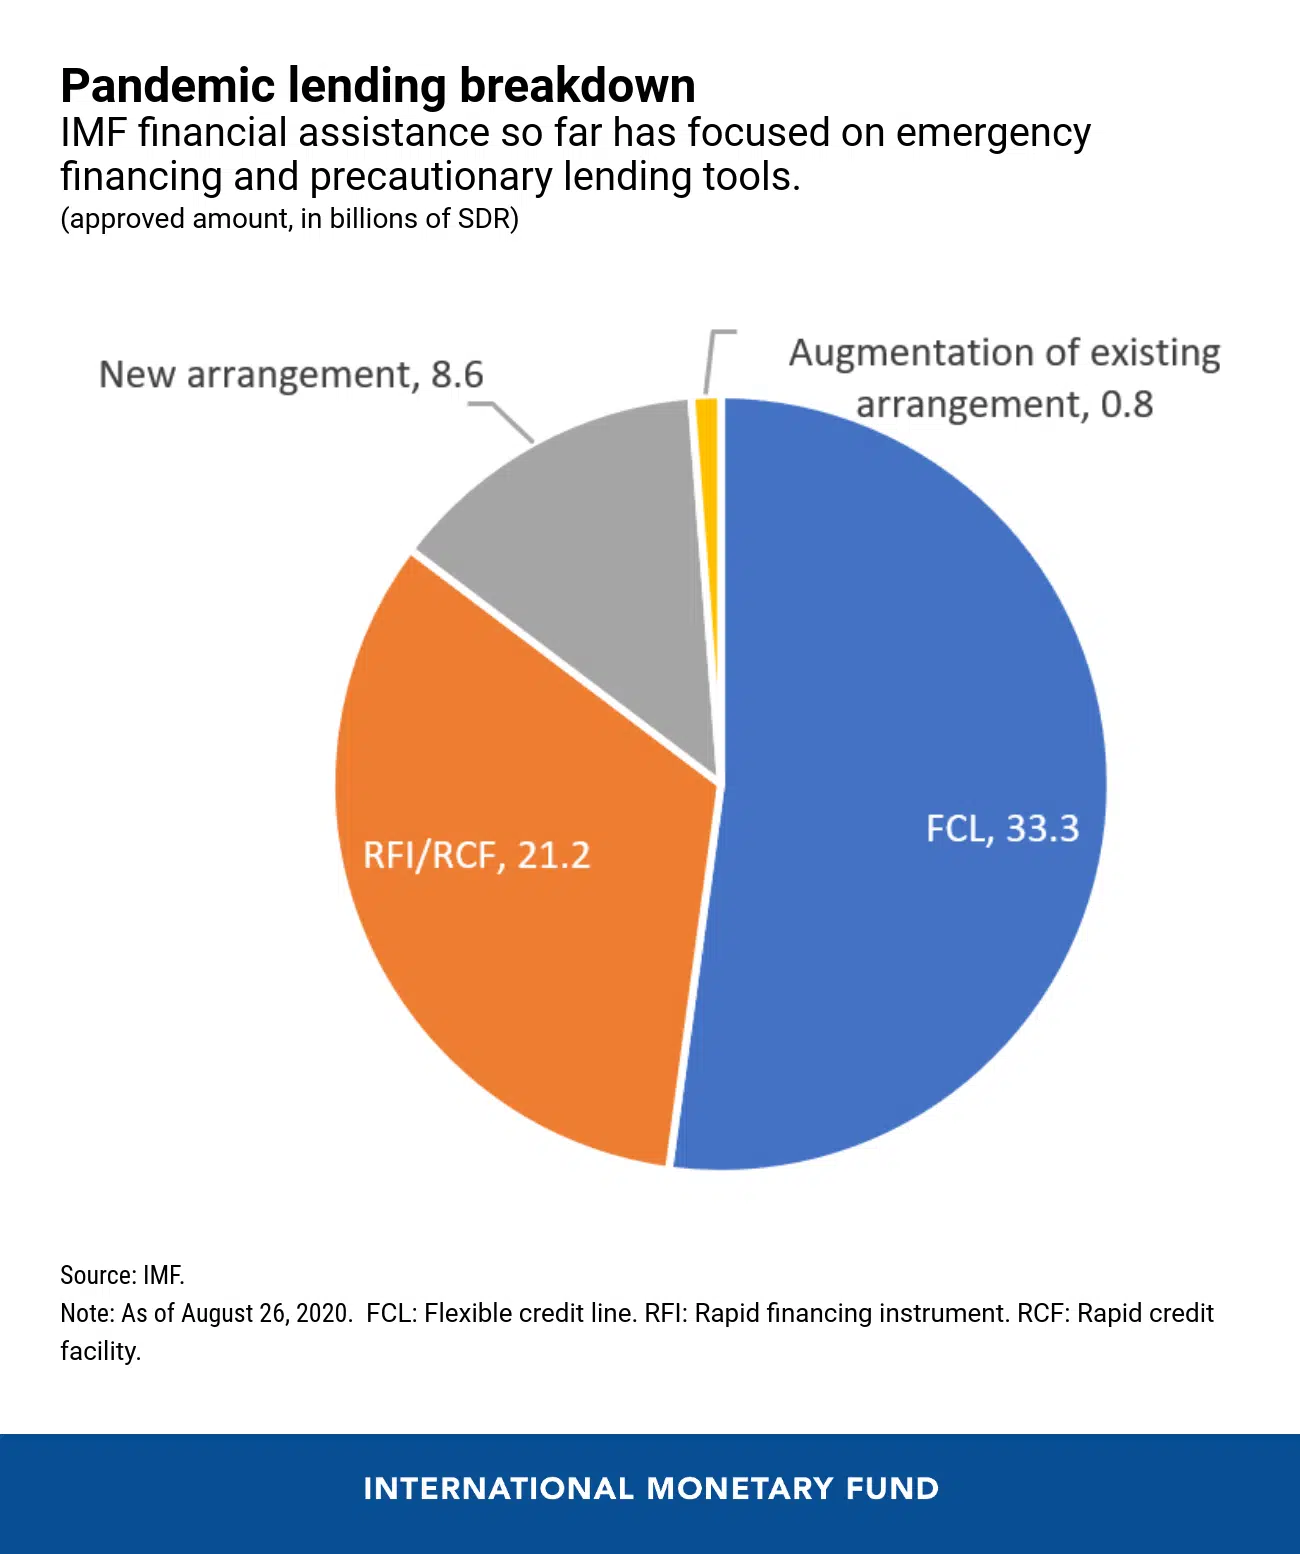 Pandemic lending breakdown
IMF financial assistance so far has focused on emergency
financing and precautionary lending tools.
(approved amount, in billions of SDR)
New arrangement, 8.6
Augmentation of existing
arrangement, 0.8
FCL, 33.3
RFI/RCF, 21.2
Source: IMF.
Note: As of August 26, 2020.  FCL: Flexible credit line. RFI: Rapid financing instrument. RCF: Rapid credit
facility.
INTERNATIONAL MONETARY FUND